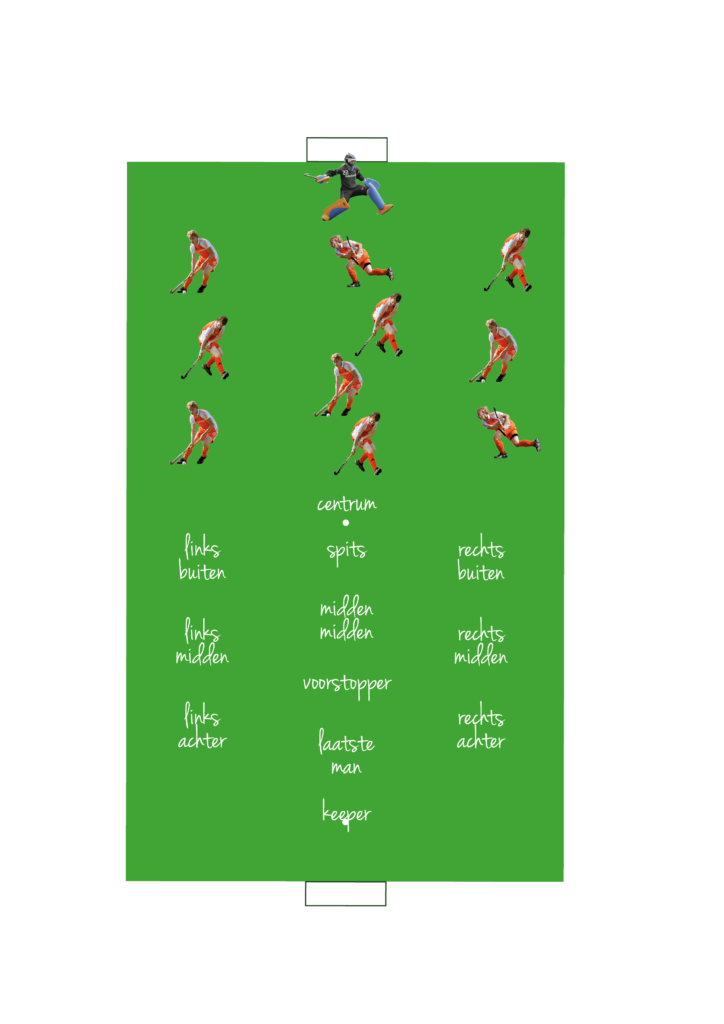 centrum
links
buiten
spits
rechts
buiten
midden
midden
links
midden
rechts
midden
voorstopper
links
achter
rechts
achter
laatste
man
keeper